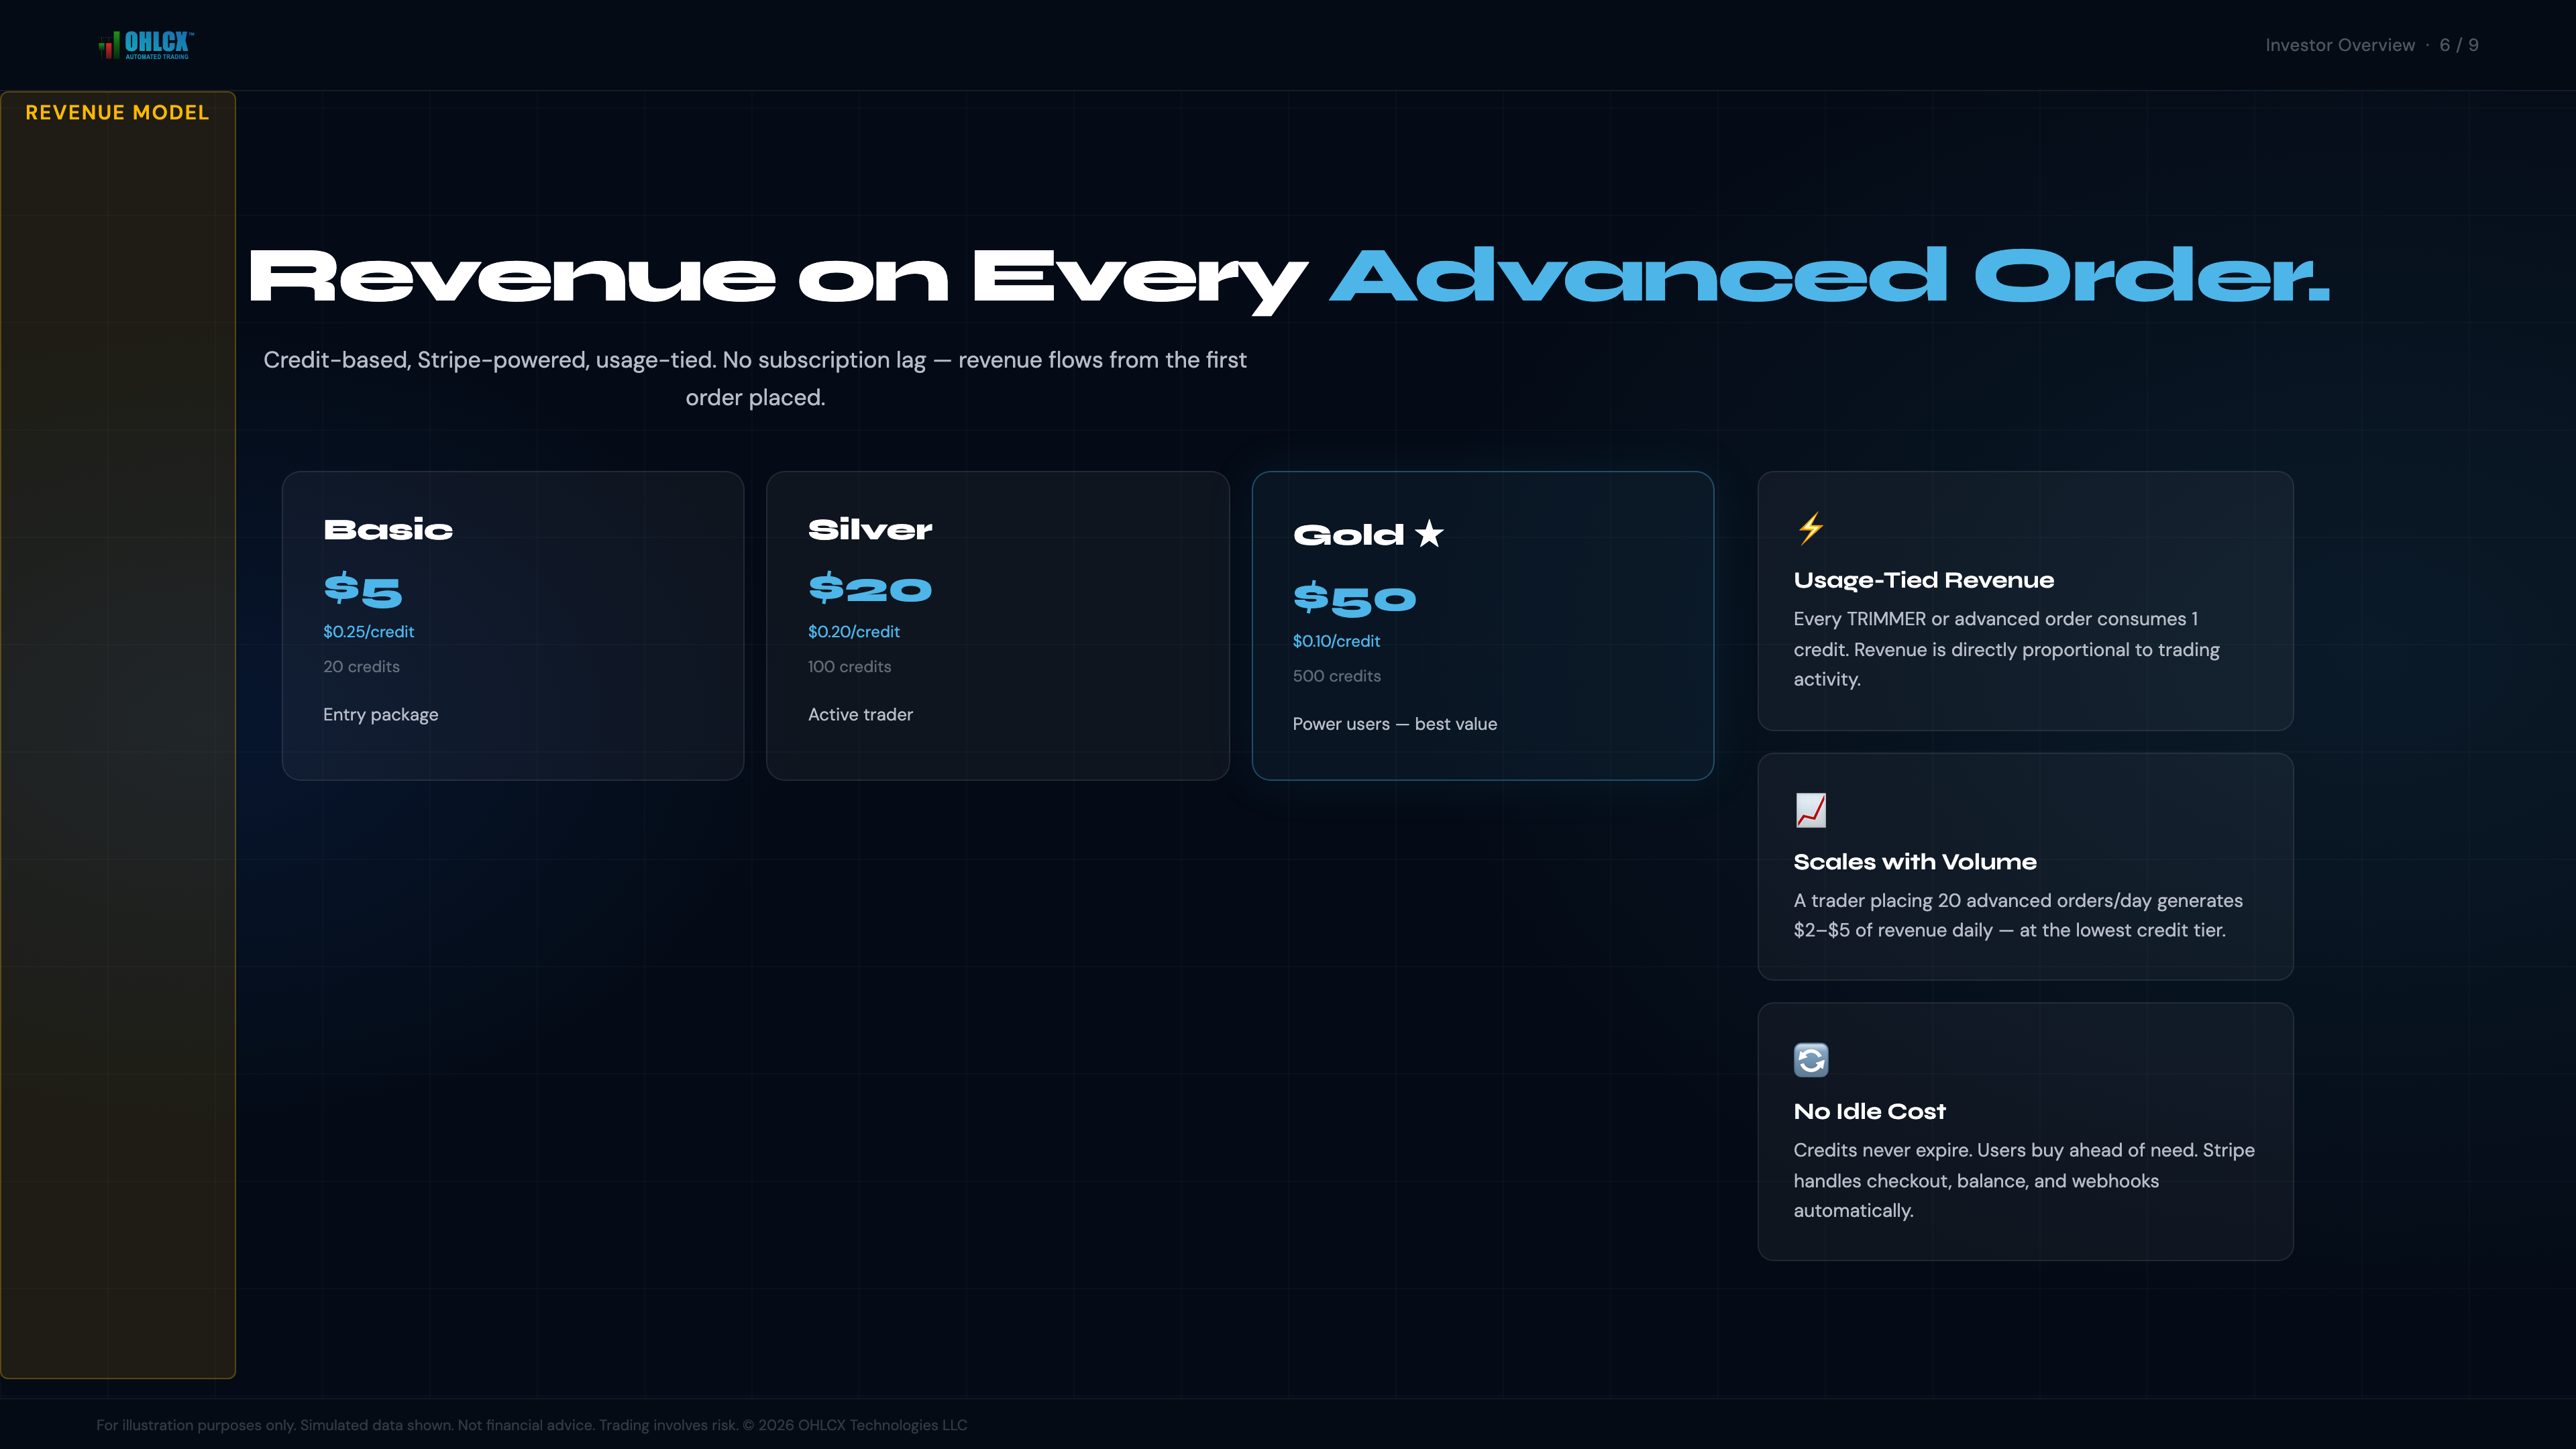 OHLCX™
AUTOMATED TRADING
Investor Overview · 6 / 9
REVENUE MODEL
Revenue on Every Advanced Order.
Credit-based, Stripe-powered, usage-tied. No subscription lag — revenue flows from the first
order placed.
Basic
$5
$0.25/credit
20 credits
Entry package
Silver
$20
$0.20/credit
100 credits
Active trader
Gold ★
$50
$0.10/credit
500 credits
Power users — best value
Usage-Tied Revenue
Every TRIMMER or advanced order consumes 1
credit. Revenue is directly proportional to trading
activity.
Scales with Volume
A trader placing 20 advanced orders/day generates
$2–$5 of revenue daily — at the lowest credit tier.
No Idle Cost
Credits never expire. Users buy ahead of need. Stripe
handles checkout, balance, and webhooks
automatically.
For illustration purposes only. Simulated data shown. Not financial advice. Trading involves risk. © 2026 OHLCX Technologies LLC